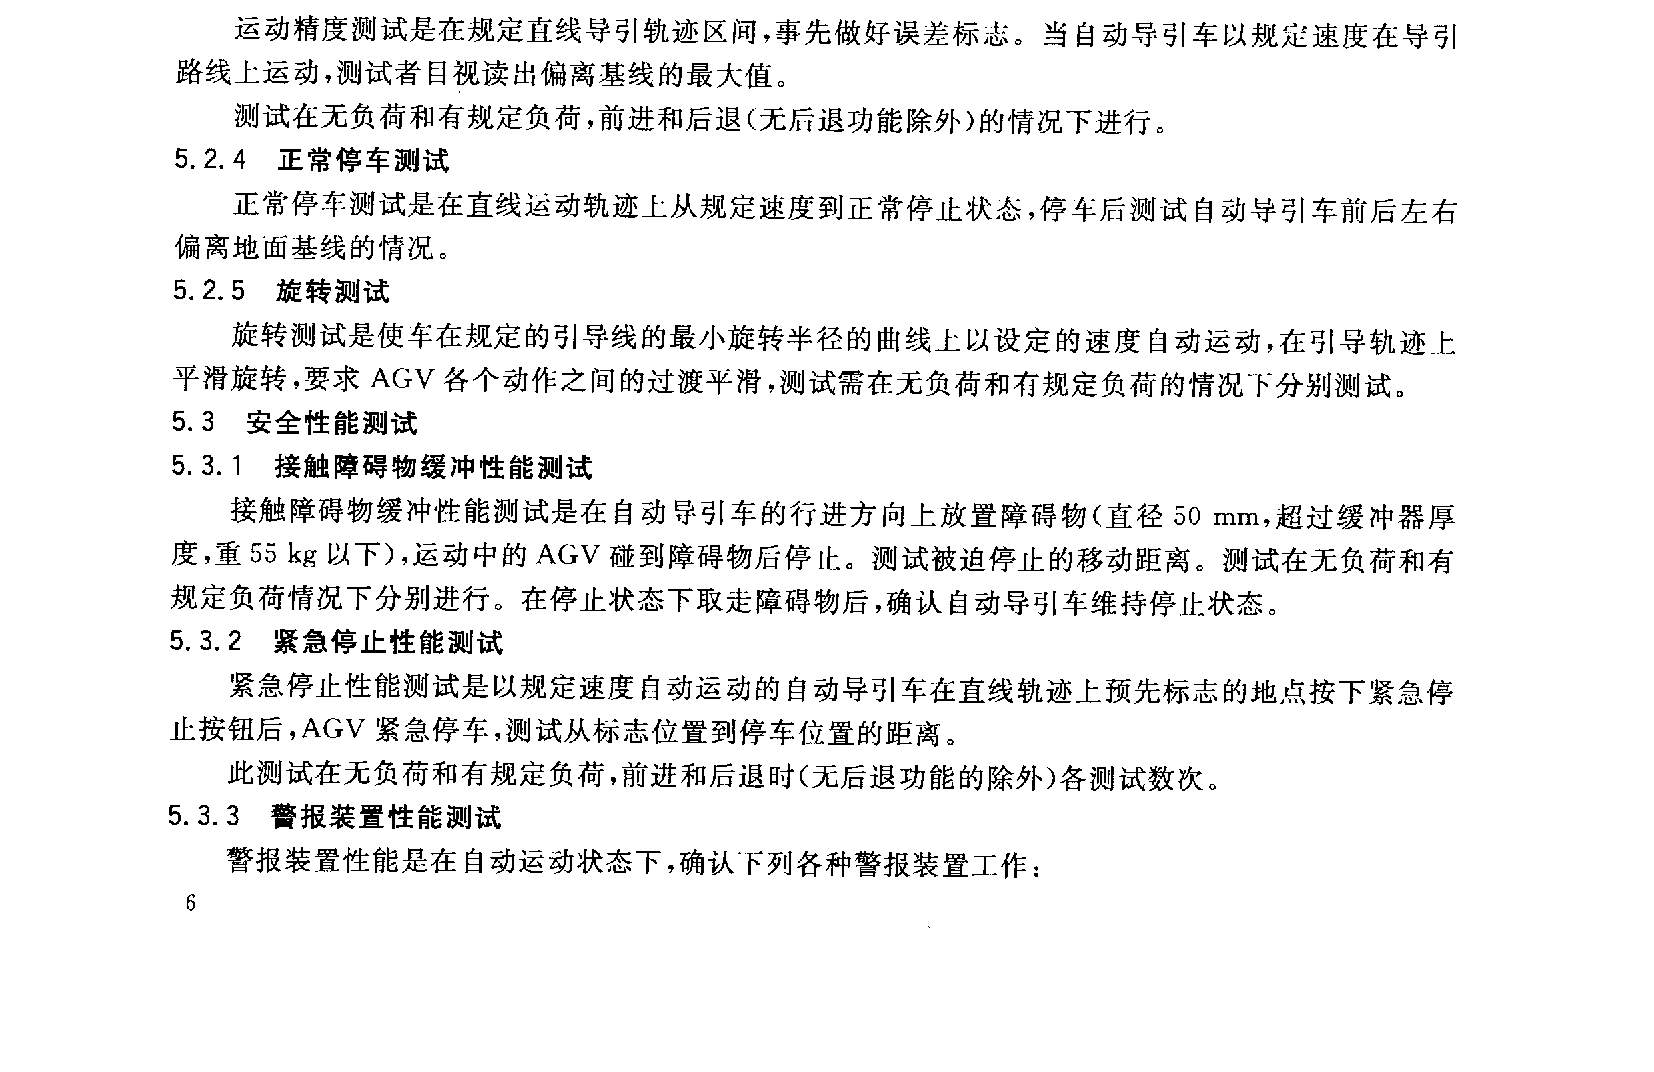 运动精度测试是在规定直线导引轨迹区间,事先做好误差标志。当自动导引车以规定速度在导引
路线上运动,测试者目视读出偏离基线的最大值。
测试在无负荷和有规定负荷,前进和后退(无后退功能除外)的情况下进行。
5.2.4 正常停车测试
正常停车测试是在直线运动轨迹上从规定速度到正常停止状态,停车后测试自动导引车前后左右
偏离地面基线的情况。
5.2.5 旋转测试
旋转测试是使车在规定的引导线的最小旋转半径的曲线上以设定的速度自动运动,在引导轨迹上
平滑旋转,要求 AGV 各个动作之间的过渡平滑,测试需在无负荷和有规定负荷的情况下分别测试。
5.3 安全性能测试
5.3.1 接触障碍物缓冲性能测试
接触障碍物缓冲性能测试是在自动导引车的行进方向上放置障碍物(直径 50 mm,超过缓冲器厚
度,重 55 kg 以下),运动中的 AGV 碰到障碍物后停止。测试被迫停止的移动距离。测试在无负荷和有
规定负荷情况下分别进行。在停止状态下取走障碍物后,确认自动导引车维持停止状态。
5.3.2 紧急停止性能测试
紧急停止性能测试是以规定速度自动运动的自动导引车在直线轨迹上预先标志的地点按下紧急停
止按钮后,AGV 紧急停车,测试从标志位置到停车位置的距离。
此测试在无负荷和有规定负荷,前进和后退时(无后退功能的除外)各测试数次。
5.3.3 警报装置性能测试
警报装置性能是在自动运动状态下,确认下列各种警报装置工作:
6